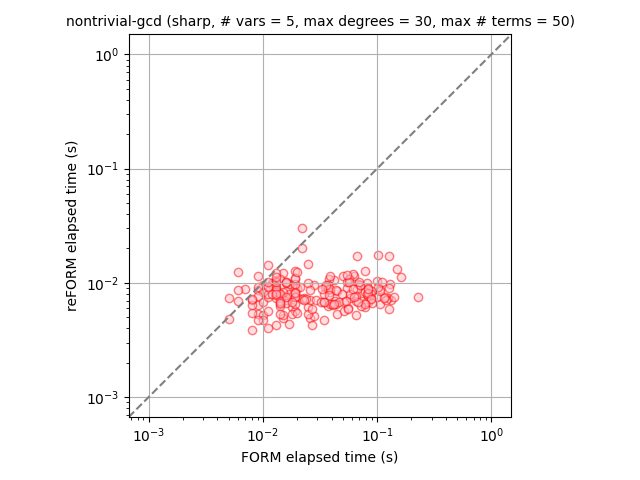 nontrivial-gcd (sharp, # vars = 5, max degrees = 30, max # terms = 50)
reFORM elapsed time (s)
10⁰
10⁻¹
10⁻²
10⁻³
10⁻³ 10⁻² 10⁻¹ 10⁰
FORM elapsed time (s)